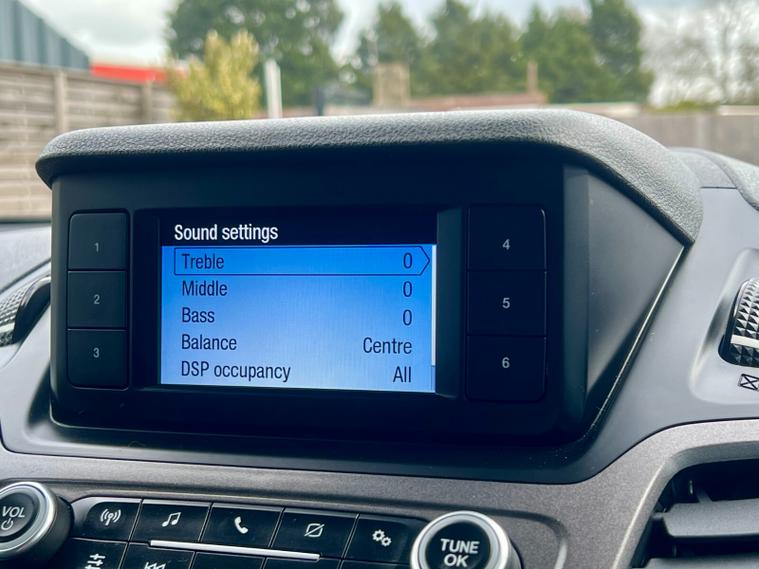 Sound settings
Treble 0
Middle 0
Bass 0
Balance Centre
DSP occupancy All
1
2
3
4
5
6
VOL
TUNE
OK